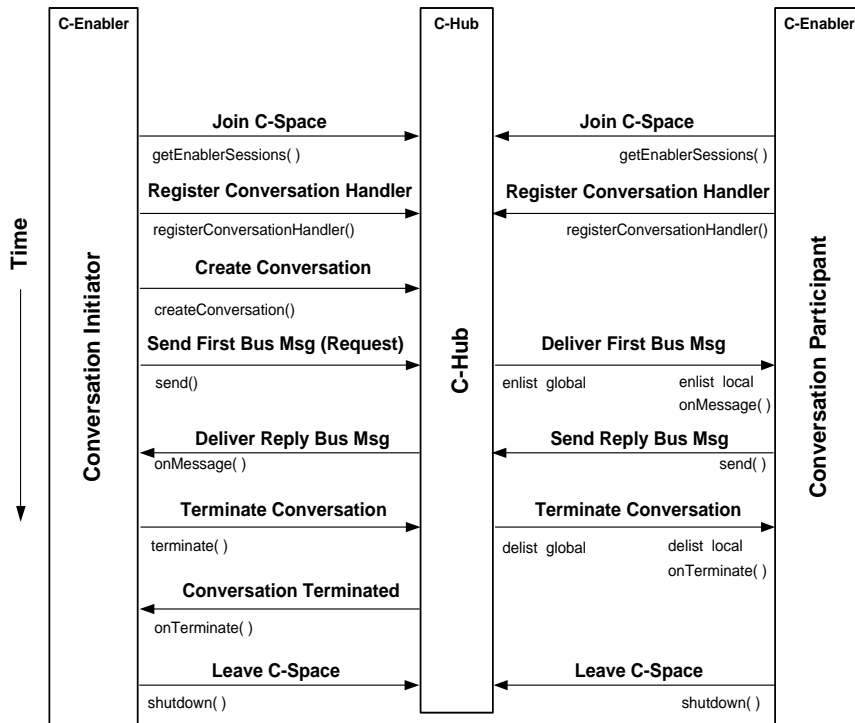 C-Enabler
C-Hub
C-Enabler
Join C-Space
Join C-Space
getEnablerSessions( )
getEnablerSessions( )
Register Conversation Handler
Register Conversation Handler
registerConversationHandler()
registerConversationHandler()
Time
Conversation Initiator
C-Hub
Conversation Participant
Create Conversation
createConversation()
Send First Bus Msg (Request)
Deliver First Bus Msg
send()
enlist global
enlist local
onMessage( )
Deliver Reply Bus Msg
Send Reply Bus Msg
onMessage( )
send( )
Terminate Conversation
Terminate Conversation
terminate( )
delist global
delist local
onTerminate( )
Conversation Terminated
onTerminate( )
Leave C-Space
Leave C-Space
shutdown( )
shutdown( )